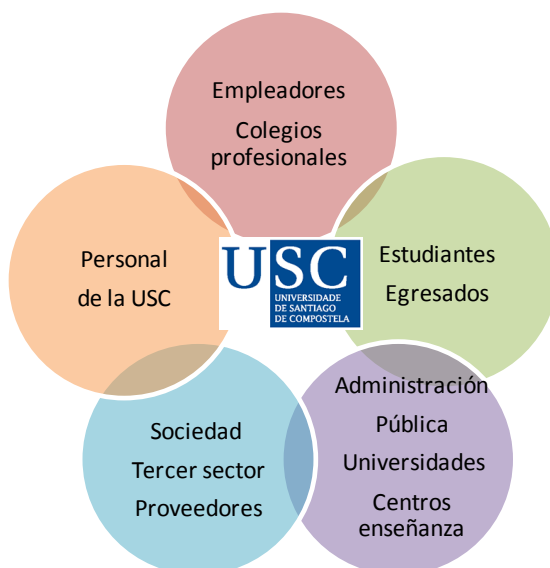 Empleadores
Colegios
profesionales
Personal
de la USC
USC
UNIVERSIDADE
DE SANTIAGO
DE COMPOSTELA
Estudiantes
Egresados
Sociedad
Tercer sector
Proveedores
Administración
Pública
Universidades
Centros
enseñanza